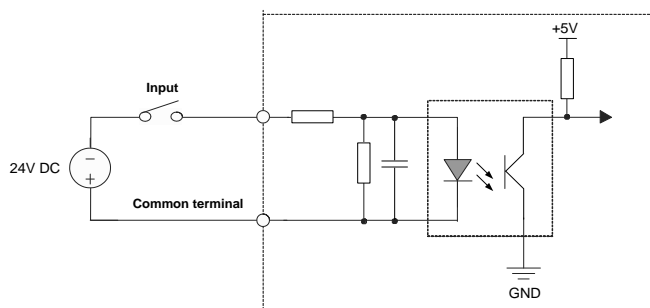 +5V
Input
24V DC
−
+
Common terminal
GND